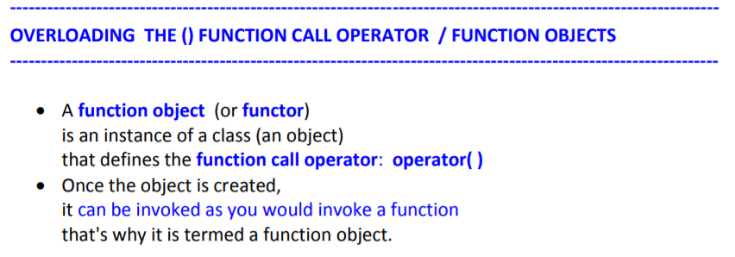 OVERLOADING THE () FUNCTION CALL OPERATOR / FUNCTION OBJECTS
• A function object (or functor)
is an instance of a class (an object)
that defines the function call operator: operator( )
• Once the object is created,
it can be invoked as you would invoke a function
that's why it is termed a function object.